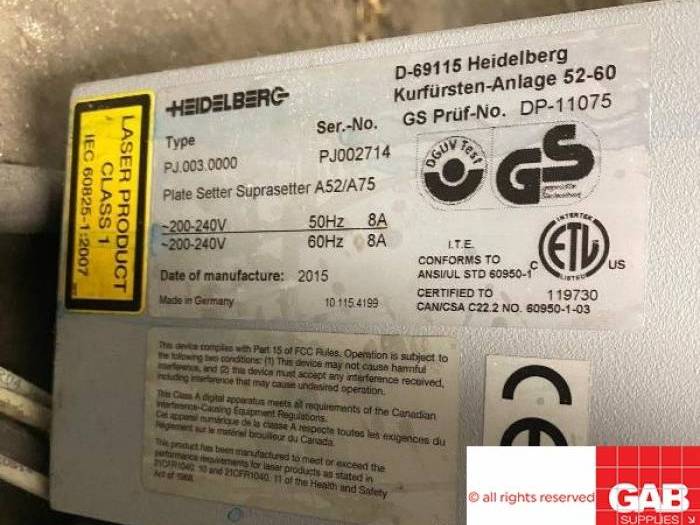 LASER PRODUCT
CLASS 1
IEC 60825-1:2007
HEIDELBERG
D-69115 Heidelberg
Kurfürsten-Anlage 52-60
GS Prüf-No. DP-11075
Type
Ser.-No.
PJ.003.0000
PJ002714
Plate Setter Suprasetter A52/A75
~200-240V 50Hz 8A
~200-240V 60Hz 8A
Date of manufacture: 2015
Made in Germany
10.115.4199
DGUV Test
GS
geprüfte
Sicherheit
INTERTEK
C ETL US
LISTED
I.T.E.
CONFORMS TO
ANSI/UL STD 60950-1
119730
CERTIFIED TO
CAN/CSA C22.2 NO. 60950-1-03
This device complies with Part 15 of FCC Rules. Operation is subject to
the following two conditions: (1) This device may not cause harmful
interference, and (2) this device must accept any interference received,
including interference that may cause undesired operation.
This Class A digital apparatus meets all requirements of the Canadian
Interference-Causing Equipment Regulations.
Cet appareil numérique de la classe A respecte toutes les exigences du
Règlement sur le matériel brouilleur du Canada.
This product has been manufactured to meet or exceed the
performance requirements for laser products as stated in
21CFR1040. 10 and 21CFR1040. 11 of the Health and Safety
Act of 1968.
CE
© all rights reserved
GAB
SUPPLIES